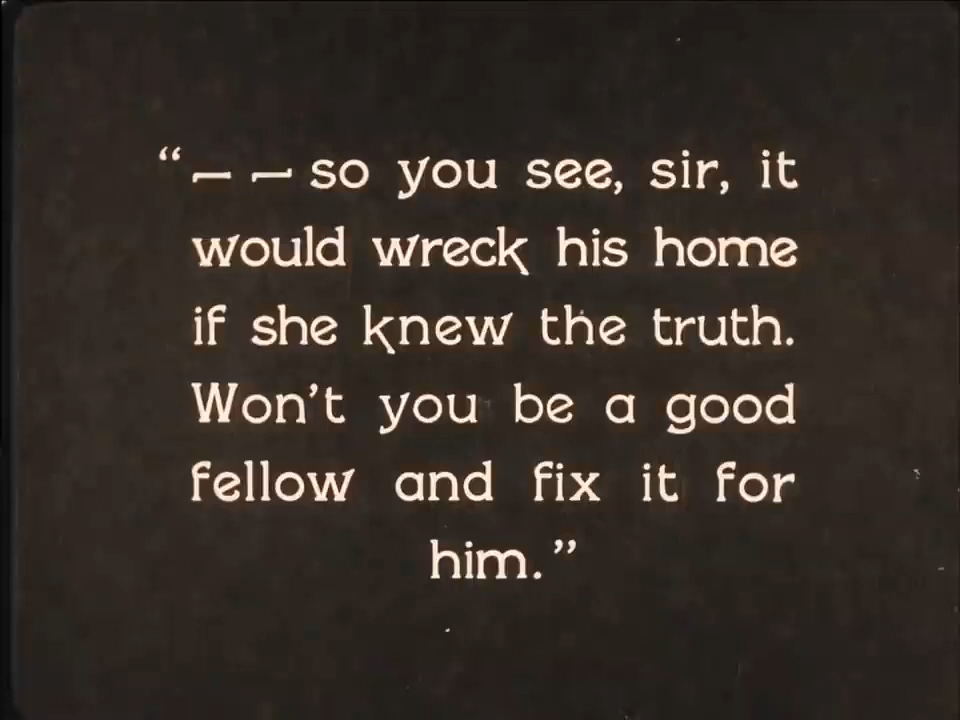 “— — so you see, sir, it
would wreck his home
if she knew the truth.
Won’t you be a good
fellow and fix it for
him.”